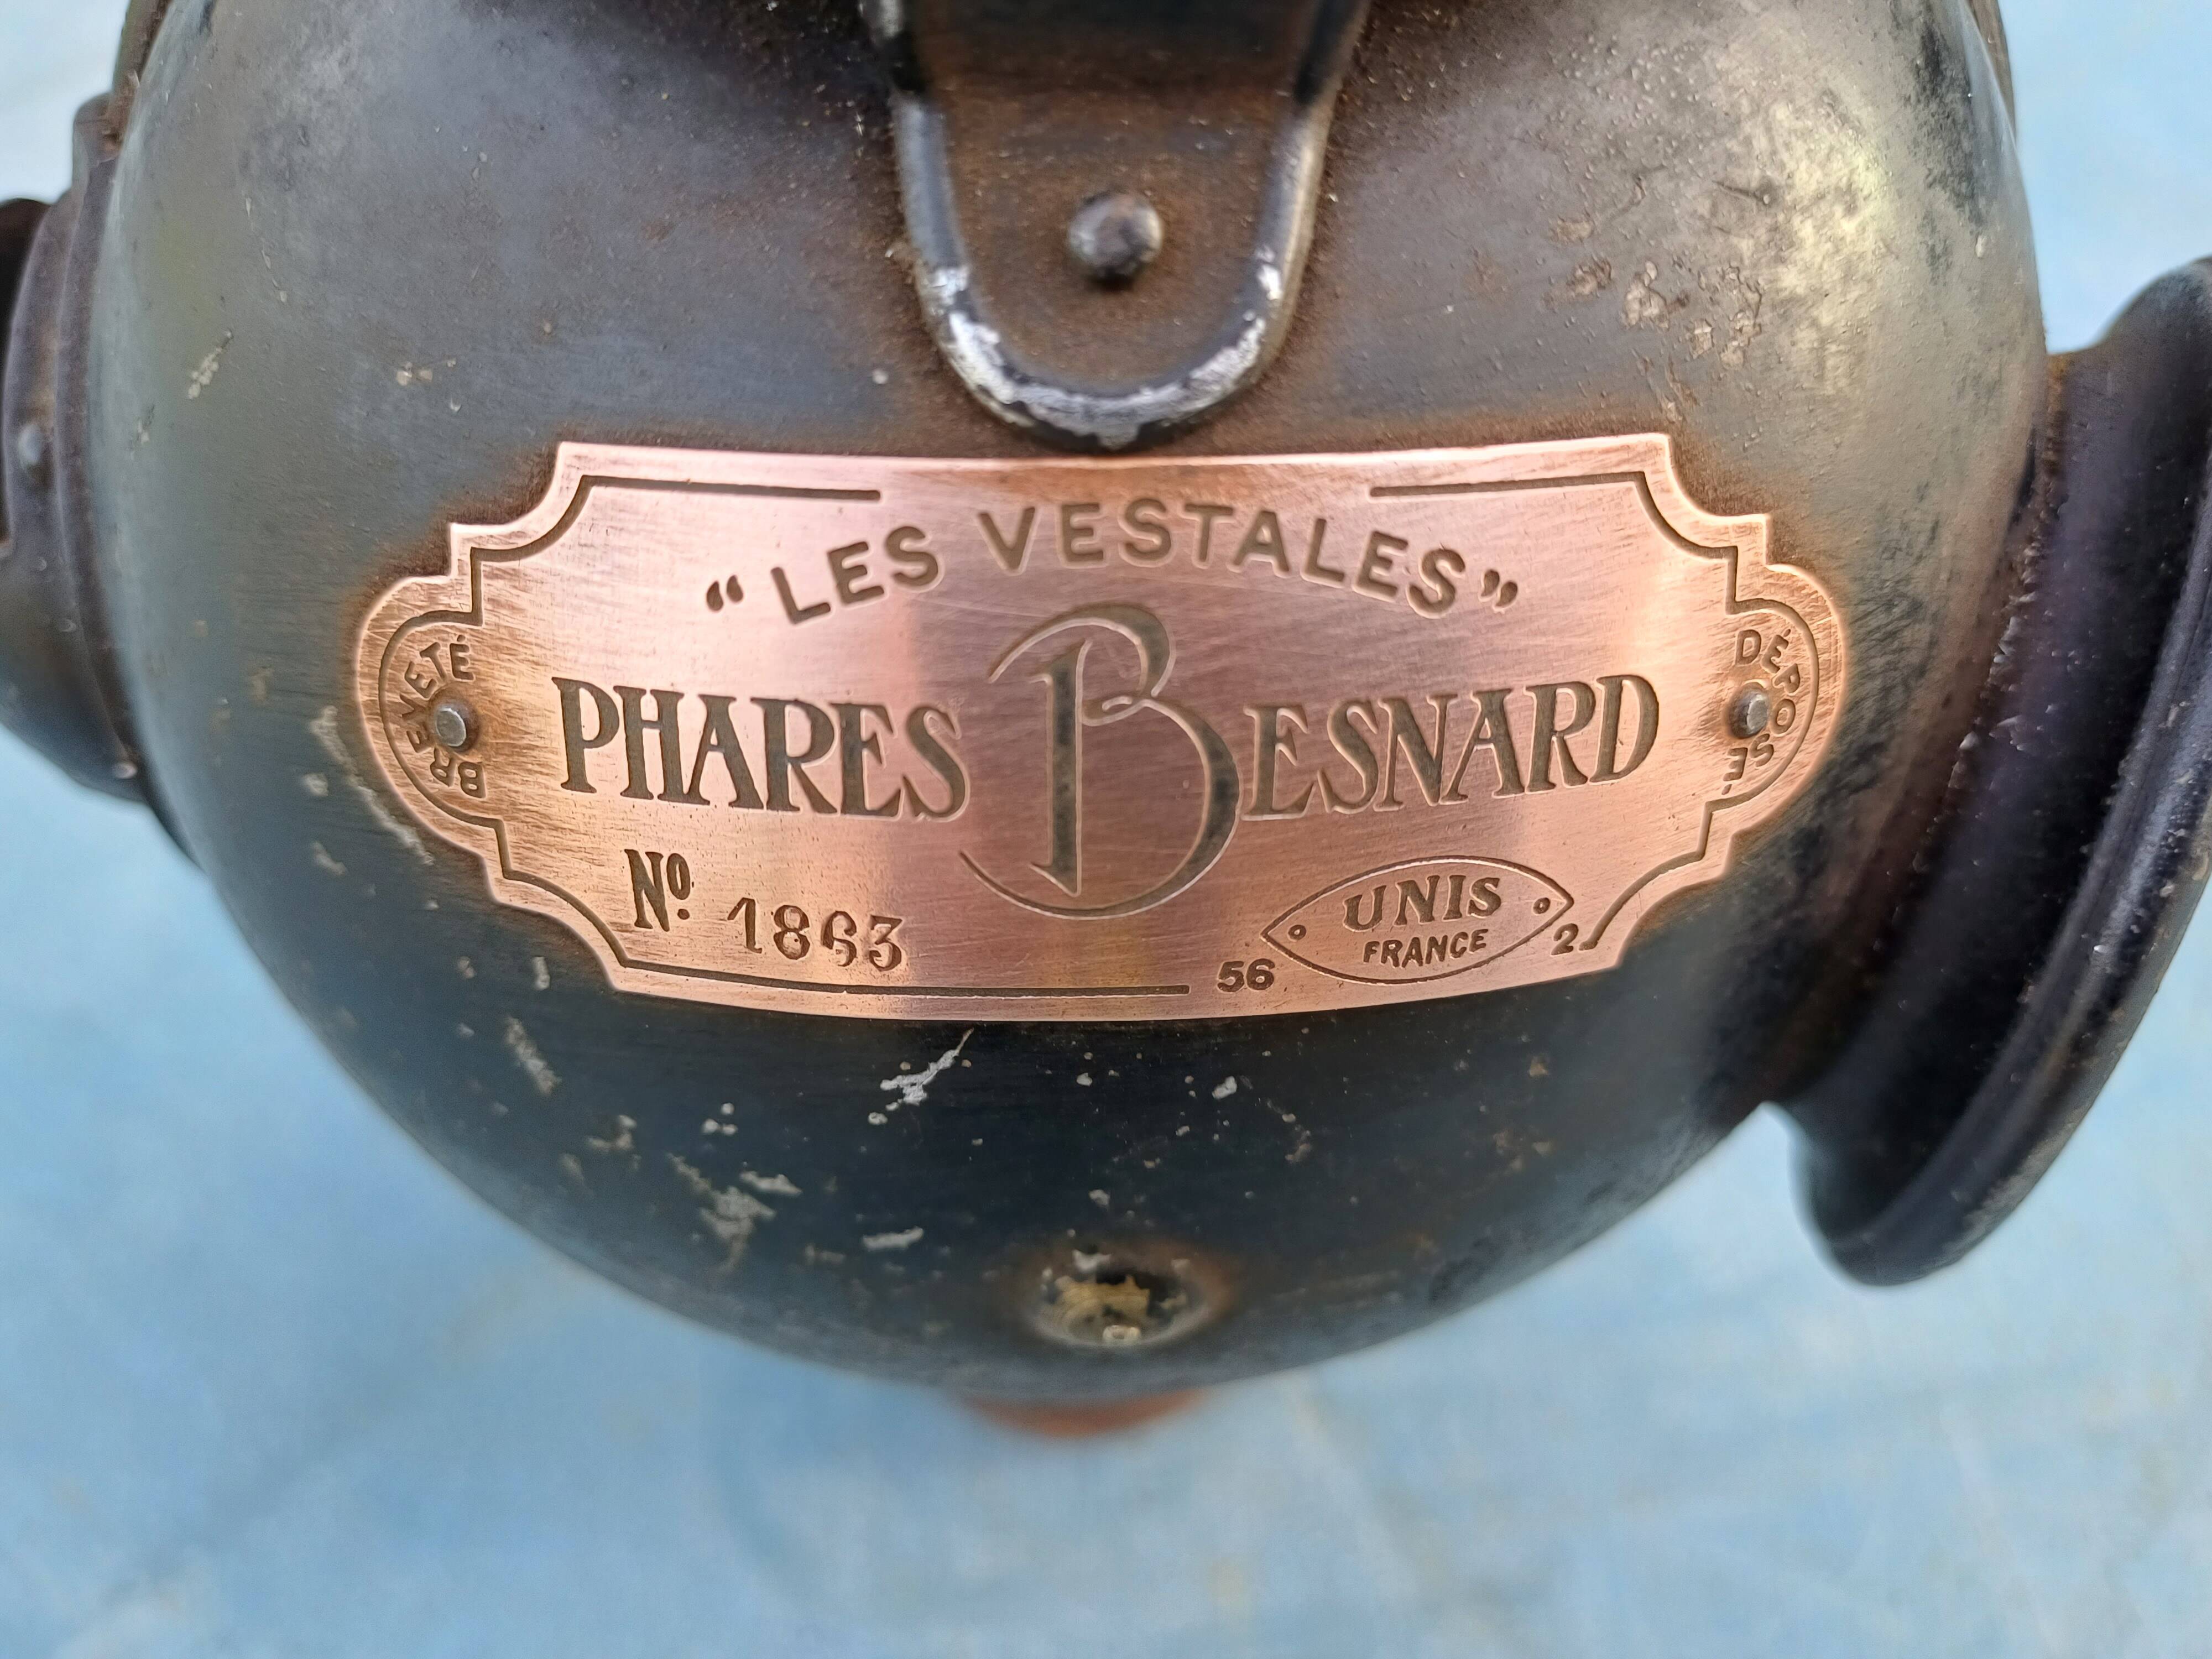 “LES VESTALES”
BREVETÉ
PHARES BESNARD
DÉPOSÉ
No. 1863
56 UNIS 2
FRANCE